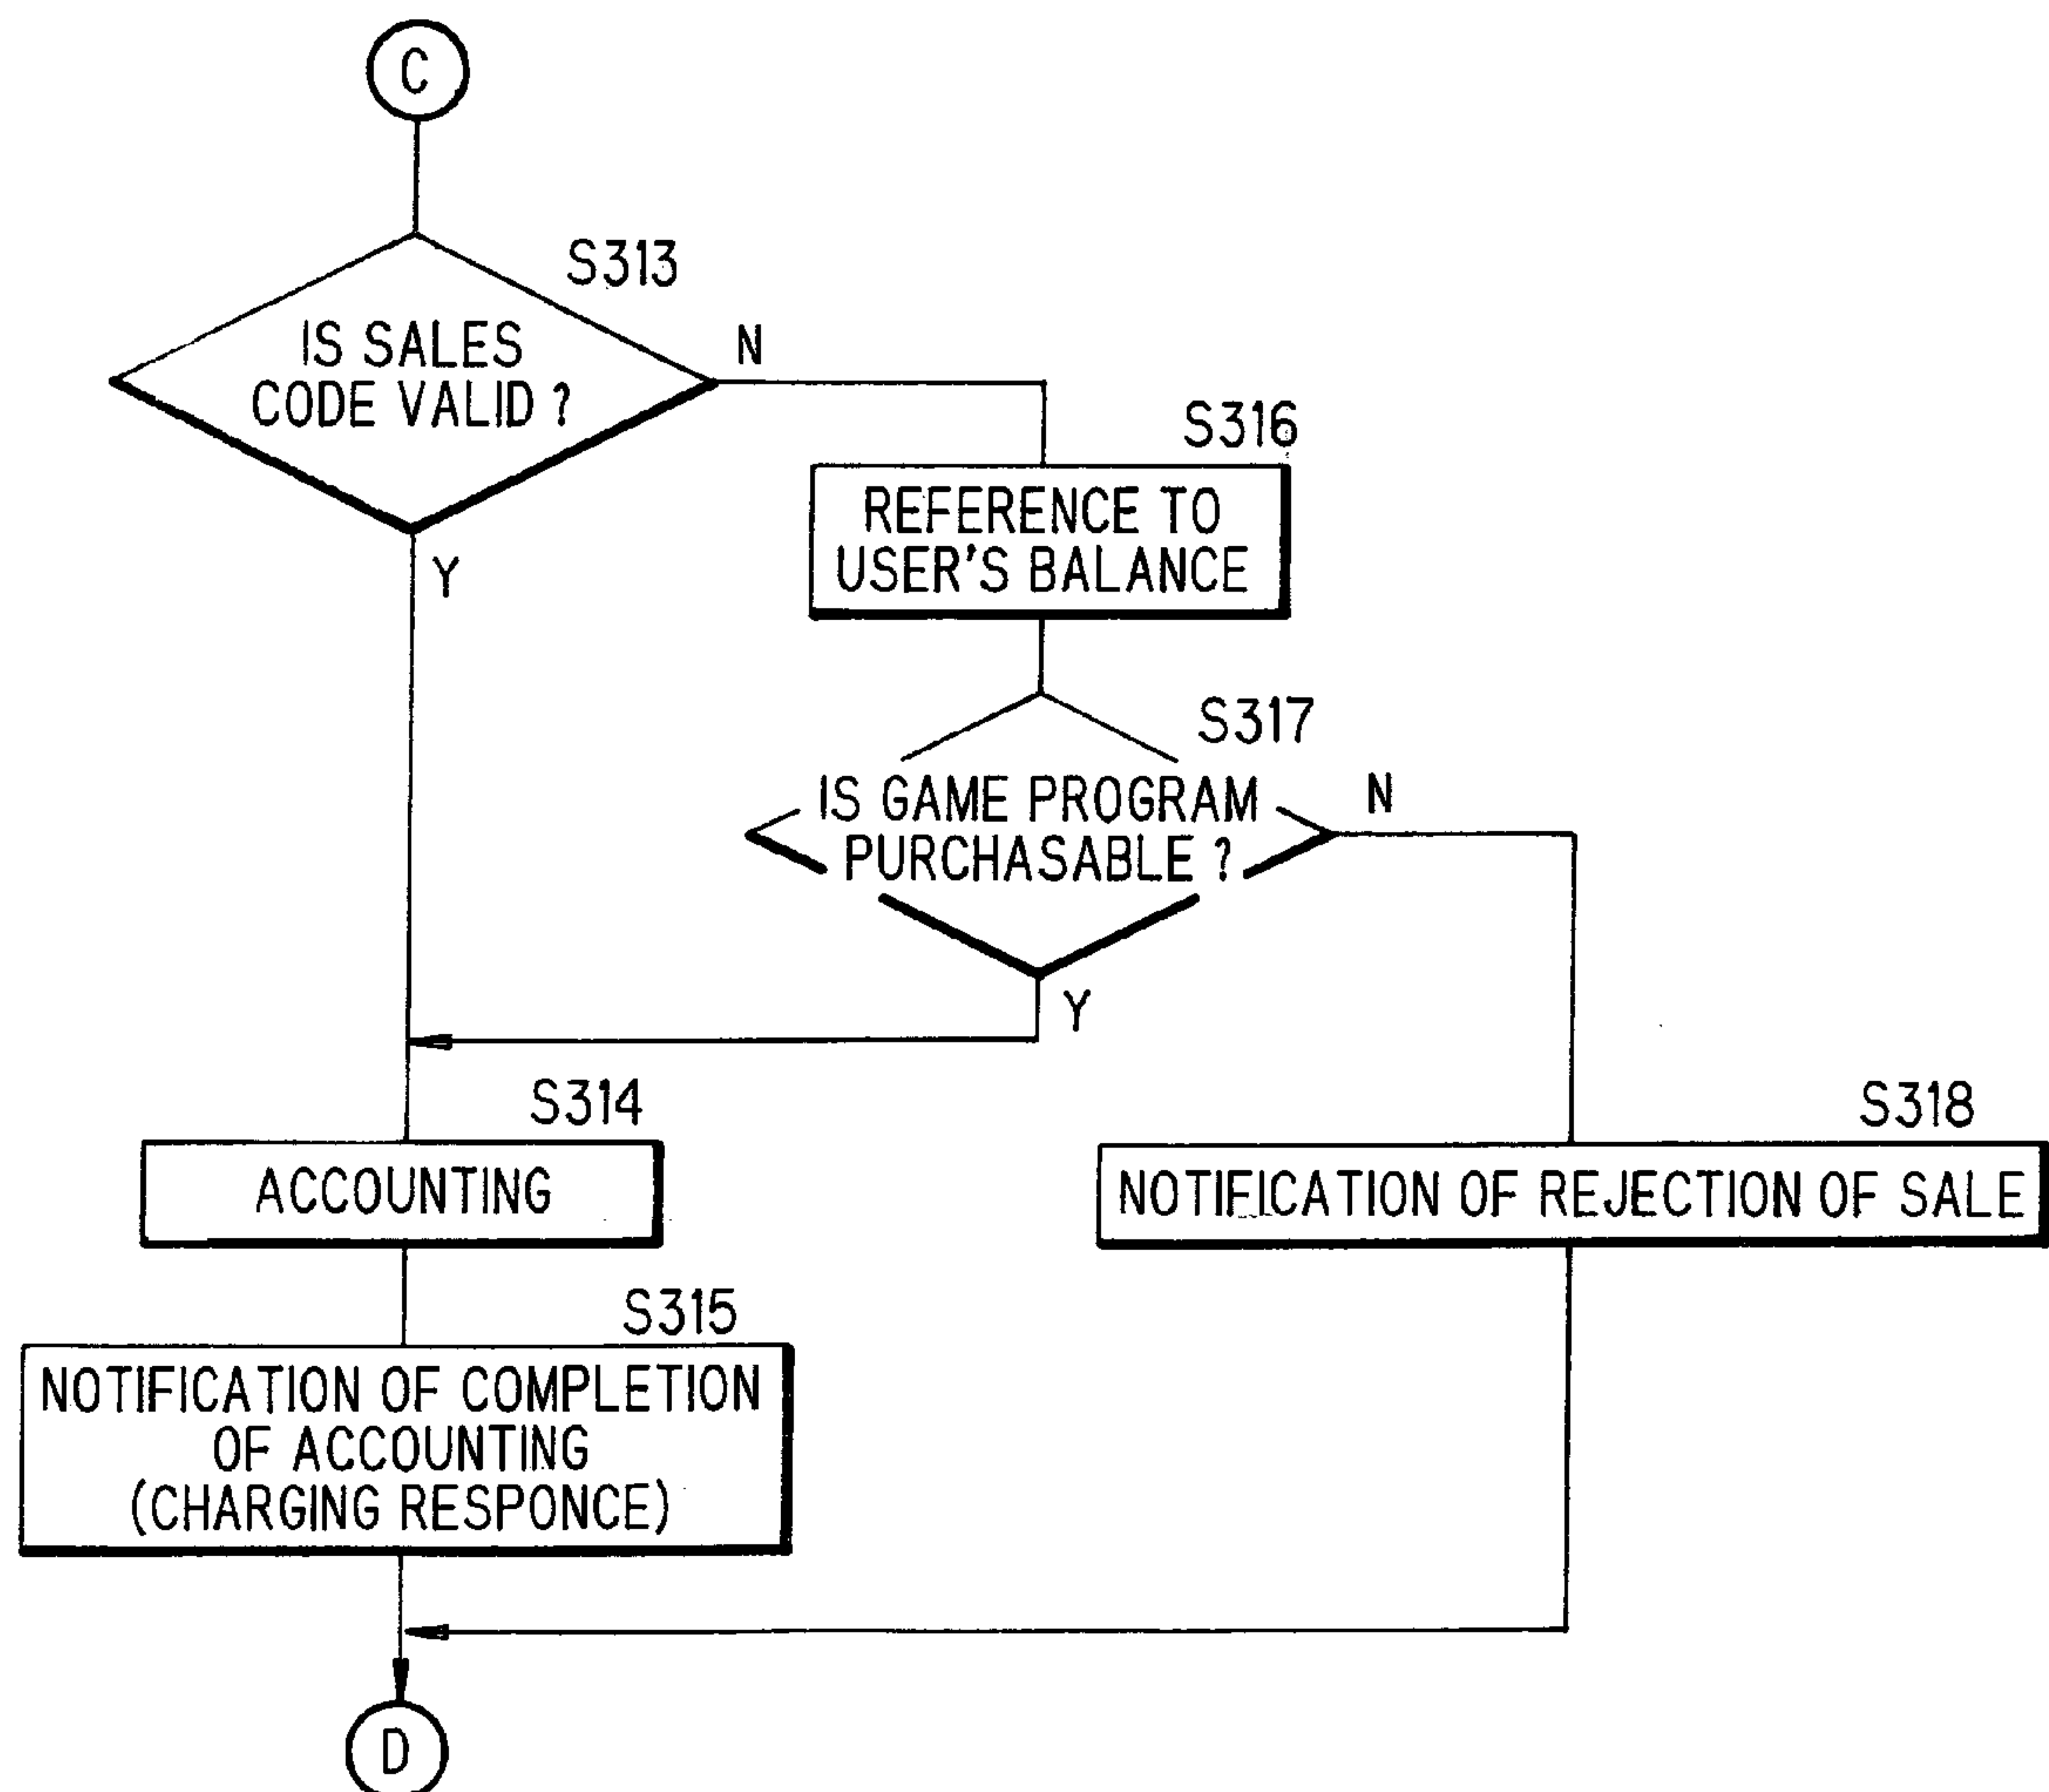 C
S313
IS SALES
CODE VALID ?
N
Y
S316
REFERENCE TO
USER'S BALANCE
S317
IS GAME PROGRAM
PURCHASABLE ?
N
Y
S314
ACCOUNTING
S318
NOTIFICATION OF REJECTION OF SALE
S315
NOTIFICATION OF COMPLETION
OF ACCOUNTING
(CHARGING RESPONCE)
D